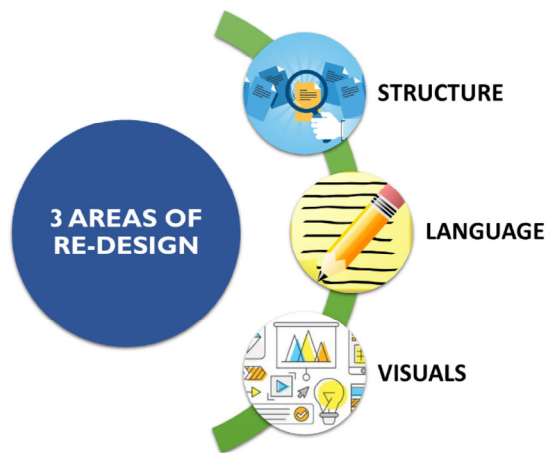 3 AREAS OF
RE-DESIGN
STRUCTURE
LANGUAGE
VISUALS